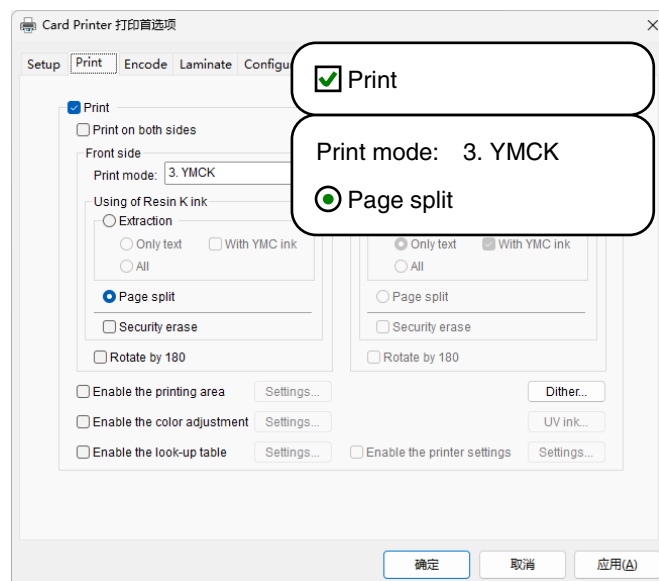 Card Printer 打印首选项
Setup Print Encode Laminate Configu
Print
Print
Print on both sides
Front side
Print mode: 3. YMCK
Print mode: 3. YMCK
Page split
Using of Resin K ink
Extraction
Only text With YMC ink Only text With YMC ink
All All
Page split Page split
Security erase Security erase
Rotate by 180 Rotate by 180
Enable the printing area Settings... Dither...
Enable the color adjustment Settings... UV ink...
Enable the look-up table Settings... Enable the printer settings Settings...
确定 取消 应用(A)